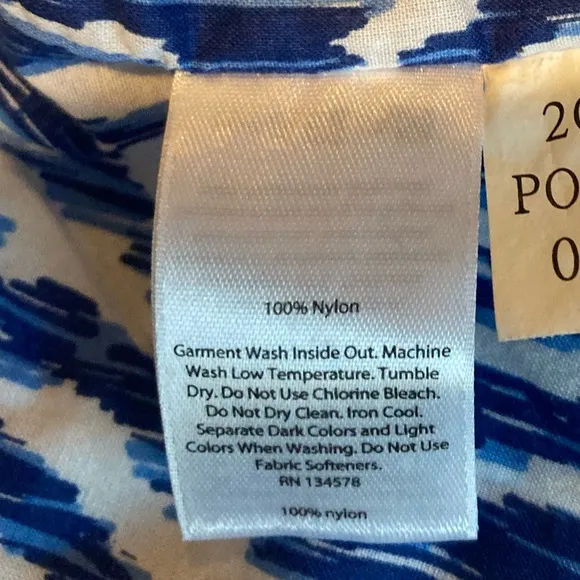 100% Nylon
Garment Wash Inside Out. Machine
Wash Low Temperature. Tumble
Dry. Do Not Use Chlorine Bleach.
Do Not Dry Clean. Iron Cool.
Separate Dark Colors and Light
Colors When Washing. Do Not Use
Fabric Softeners.
RN 134578
100% nylon
PO
0